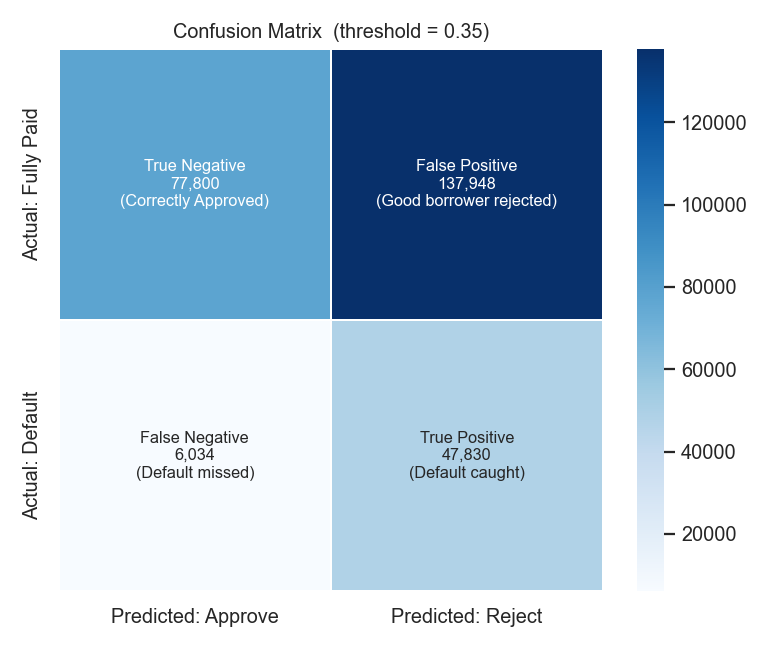 Confusion Matrix  (threshold = 0.35)
Actual: Fully Paid
True Negative
77,800
(Correctly Approved)
False Positive
137,948
(Good borrower rejected)
Actual: Default
False Negative
6,034
(Default missed)
True Positive
47,830
(Default caught)
Predicted: Approve
Predicted: Reject
120000
100000
80000
60000
40000
20000